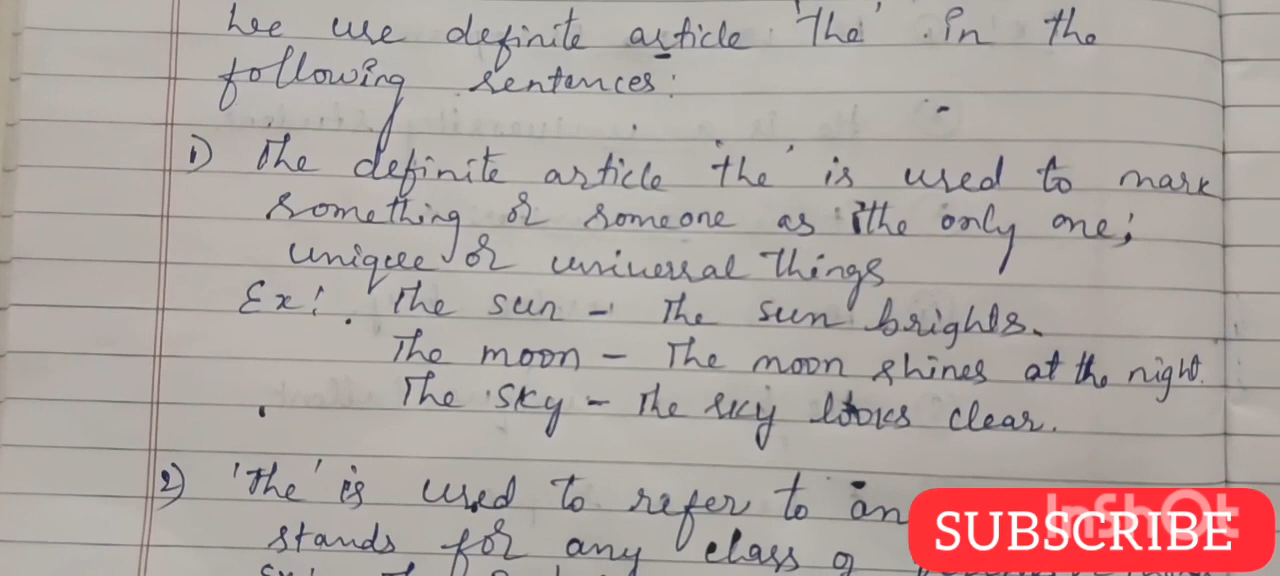 We use definite article 'the' in the
following sentences:
1) The definite article 'the' is used to mark
something or someone as the only one;
unique or universal things
Ex: The sun - The sun brights.
The moon - The moon shines at the night.
The sky - The sky looks clear.
2) 'The' is used to refer to an
stands for any class
InShOt
SUBSCRIBE